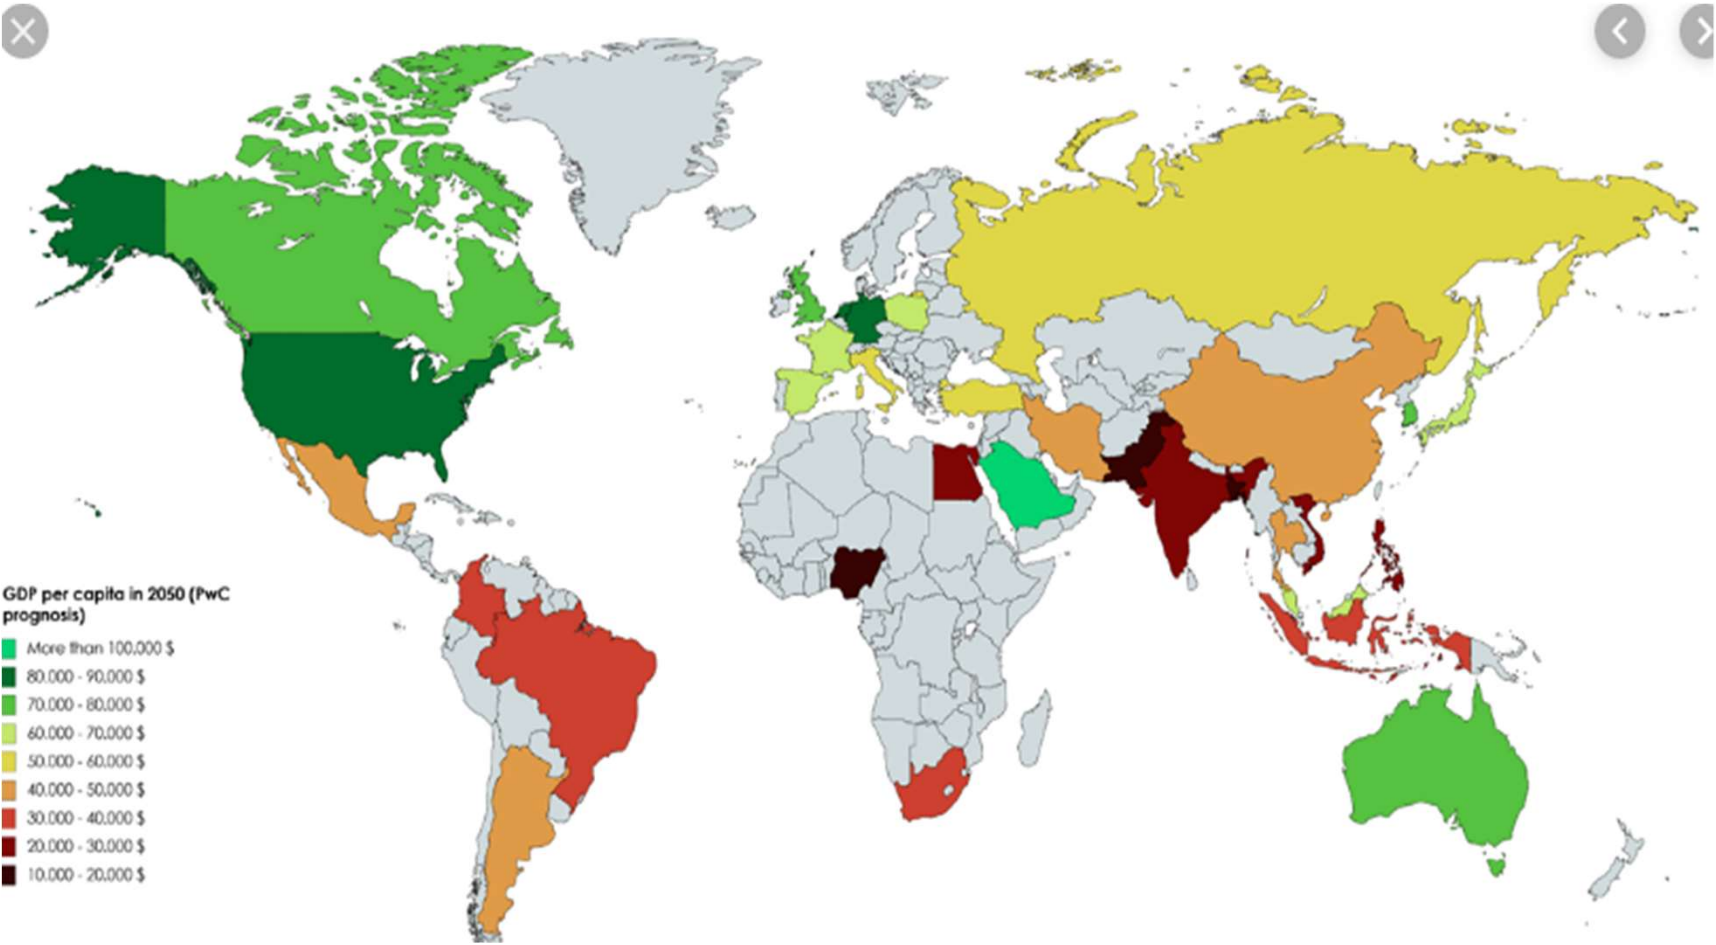 GDP per capita in 2050 (PwC
prognosis)
More than 100.000 $
80.000 - 90.000 $
70.000 - 80.000 $
60.000 - 70.000 $
50.000 - 60.000 $
40.000 - 50.000 $
30.000 - 40.000 $
20.000 - 30.000 $
10.000 - 20.000 $